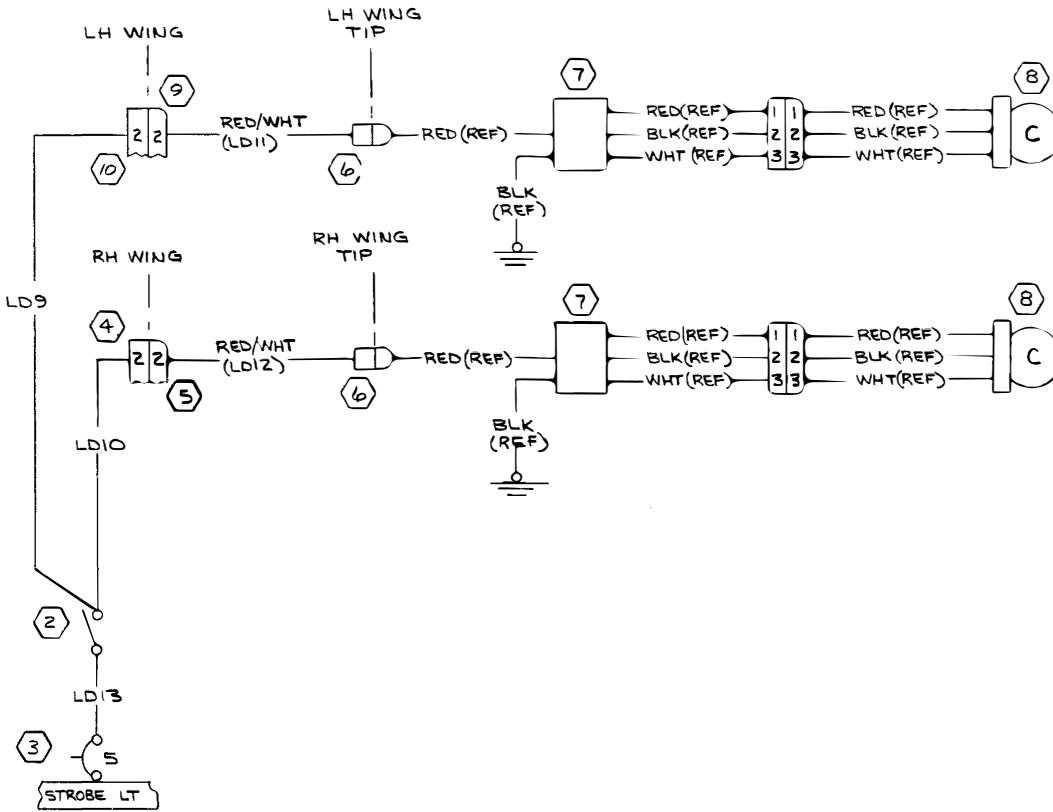 LH WING
LH WING
TIP
9
7
8
2 2
RED/WHT
(LD11)
RED(REF)
RED(REF) 1 1 RED(REF)
BLK(REF) 2 2 BLK(REF)
WHT(REF) 3 3 WHT(REF)
C
10
6
BLK
(REF)
RH WING
RH WING
TIP
LD9
4
7
8
2 2
RED/WHT
(LD12)
RED(REF)
RED(REF) 1 1 RED(REF)
BLK(REF) 2 2 BLK(REF)
WHT(REF) 3 3 WHT(REF)
C
5
6
BLK
(REF)
LD10
2
LD13
3
5
STROBE LT